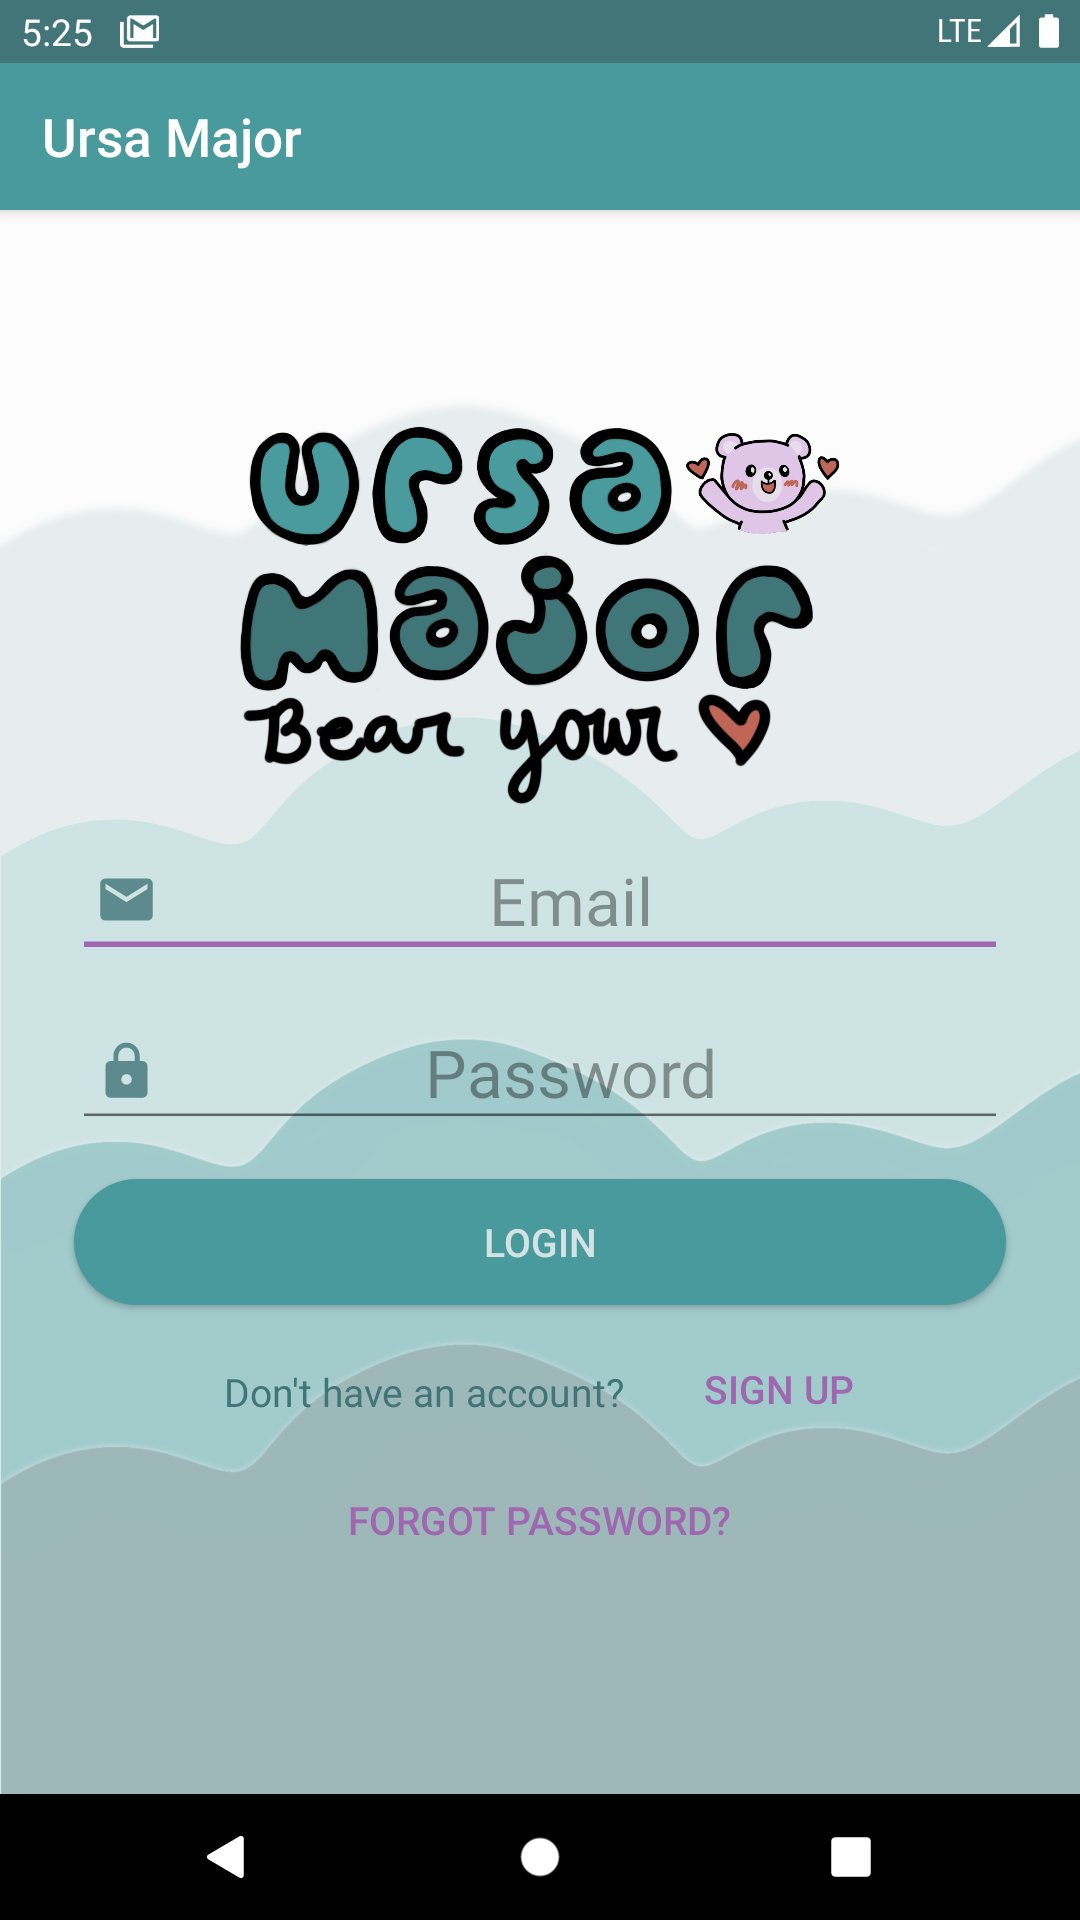 5:25 LTE
Ursa Major
ursa
Major
Bear your
Email
Password
LOGIN
Don't have an account? SIGN UP
FORGOT PASSWORD?